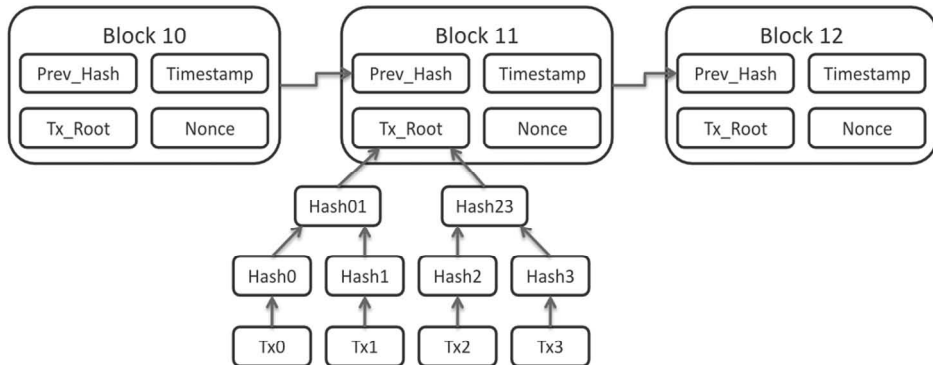 Block 10
Block 11
Block 12
Prev_Hash
Timestamp
Prev_Hash
Timestamp
Prev_Hash
Timestamp
Tx_Root
Nonce
Tx_Root
Nonce
Tx_Root
Nonce
Hash01
Hash23
Hash0
Hash1
Hash2
Hash3
Tx0
Tx1
Tx2
Tx3